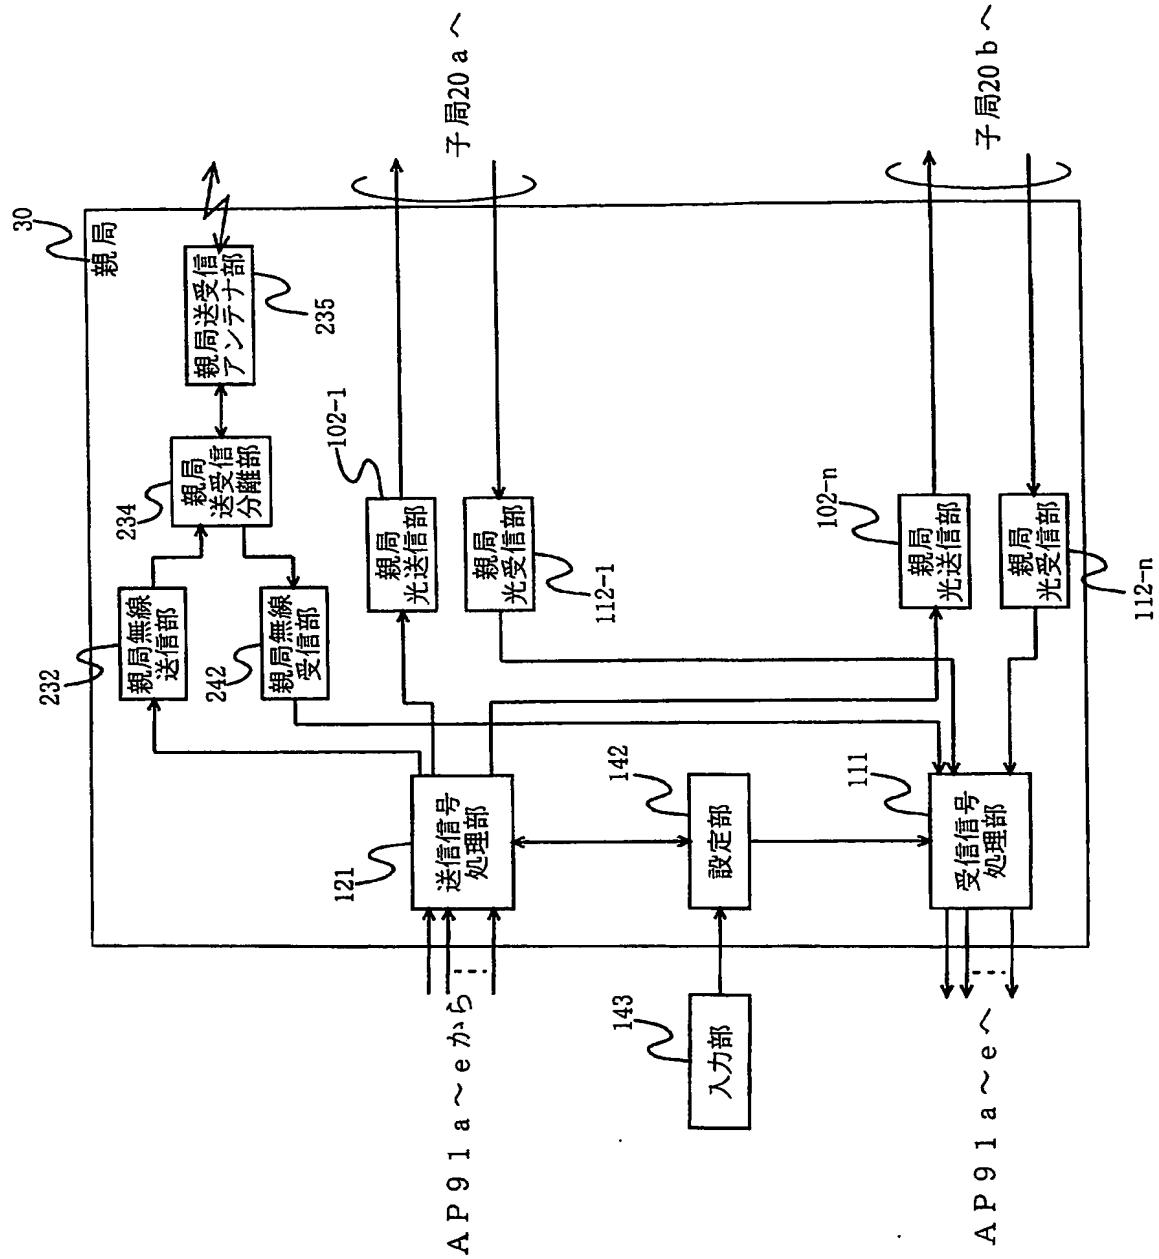 30
親局
232
親局無線
送信部
234
親局
送受信
分離部
親局送受信
アンテナ部
235
242
親局無線
受信部
102-1
親局
光送信部
子局20aへ
親局
光受信部
112-1
AP91a～eから
121
送信信号
処理部
143
入力部
142
設定部
111
受信信号
処理部
AP91a～eへ
102-n
親局
光送信部
子局20bへ
親局
光受信部
112-n